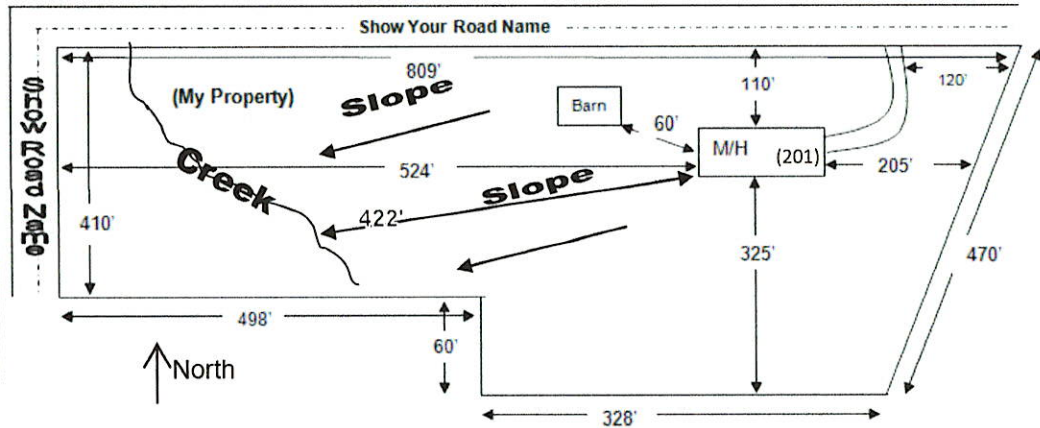 Show Your Road Name
809'
120'
110'
(My Property)
Slope
Barn
60'
M/H
(201)
Show Road Name
Creek
524'
205'
Slope
422'
410'
325'
470'
498'
60'
North
328'